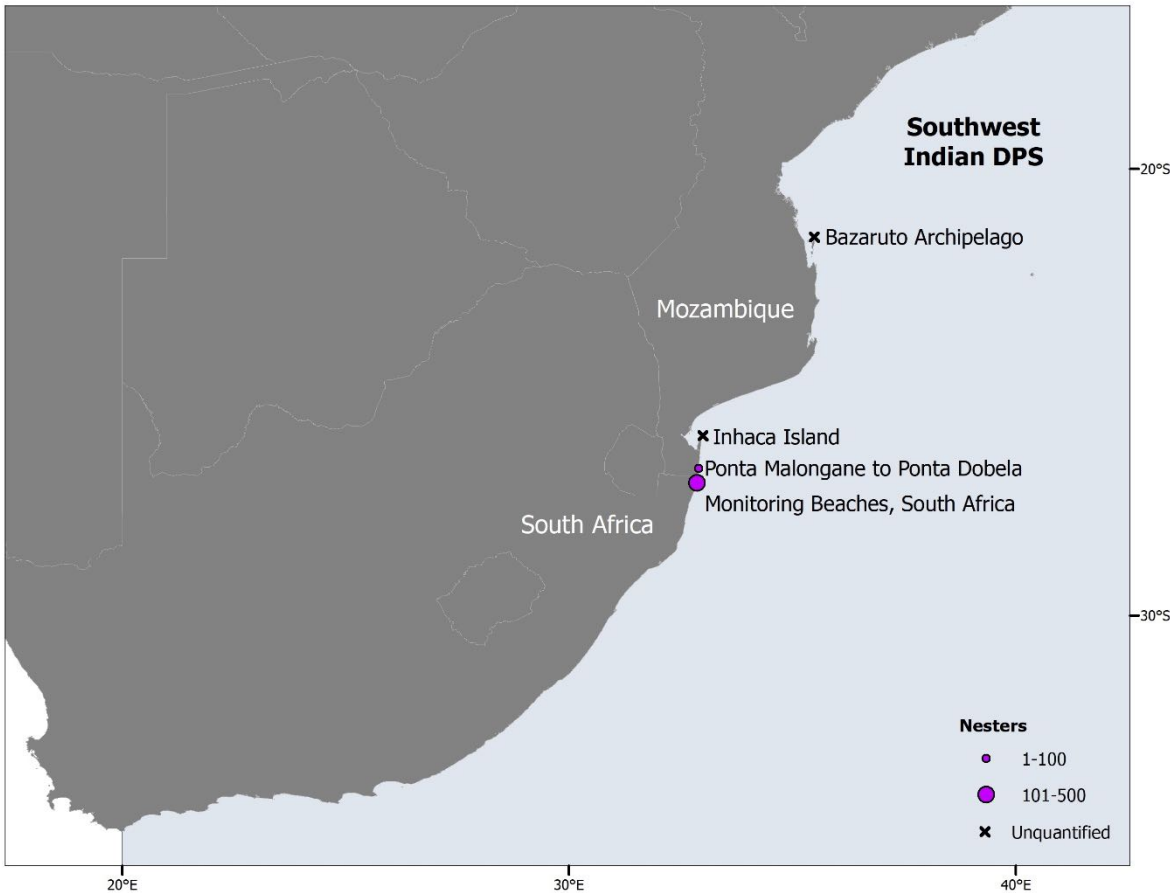 Southwest
Indian DPS
20°S
Bazaruto Archipelago
Mozambique
Inhaca Island
Ponta Malongane to Ponta Dobela
Monitoring Beaches, South Africa
South Africa
30°S
Nesters
1-100
101-500
Unquantified
20°E
30°E
40°E